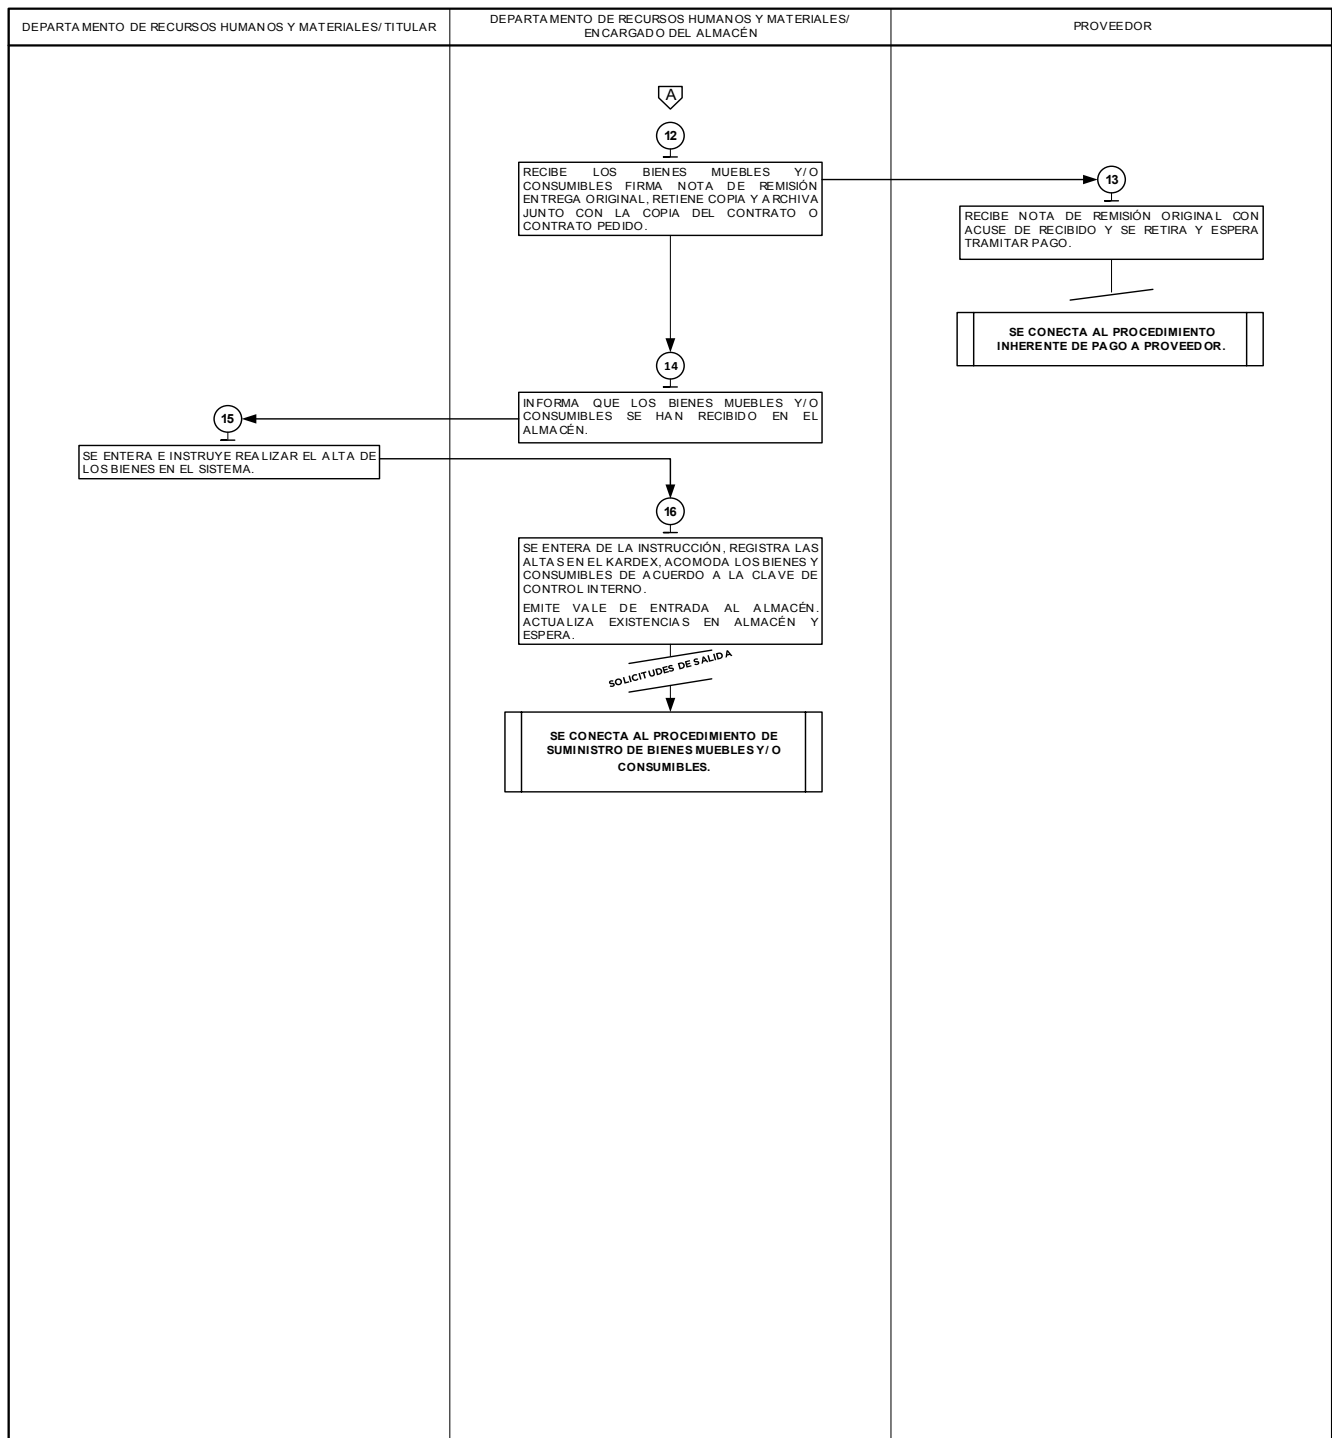 DEPARTAMENTO DE RECURSOS HUMANOS Y MATERIALES/ TITULAR
DEPARTAMENTO DE RECURSOS HUMANOS Y MATERIALES/
ENCARGADO DEL ALMACÉN
PROVEEDOR
A
12
RECIBE LOS BIENES MUEBLES Y/O
CONSUMIBLES FIRMA NOTA DE REMISIÓN
ENTREGA ORIGINAL, RETIENE COPIA Y ARCHIVA
JUNTO CON LA COPIA DEL CONTRATO O
CONTRATO PEDIDO.
13
RECIBE NOTA DE REMISIÓN ORIGINAL CON
ACUSE DE RECIBIDO Y SE RETIRA Y ESPERA
TRAMITAR PAGO.
SE CONECTA AL PROCEDIMIENTO
INHERENTE DE PAGO A PROVEEDOR.
14
INFORMA QUE LOS BIENES MUEBLES Y/O
CONSUMIBLES SE HAN RECIBIDO EN EL
ALMACÉN.
15
SE ENTERA E INSTRUYE REALIZAR EL ALTA DE
LOS BIENES EN EL SISTEMA.
16
SE ENTERA DE LA INSTRUCCIÓN, REGISTRA LAS
ALTAS EN EL KARDEX, ACOMODA LOS BIENES Y
CONSUMIBLES DE ACUERDO A LA CLAVE DE
CONTROL INTERNO.
EMITE VALE DE ENTRADA AL ALMACÉN.
ACTUALIZA EXISTENCIAS EN ALMACÉN Y
ESPERA.
SOLICITUDES DE SALIDA
SE CONECTA AL PROCEDIMIENTO DE
SUMINISTRO DE BIENES MUEBLES Y/ O
CONSUMIBLES.